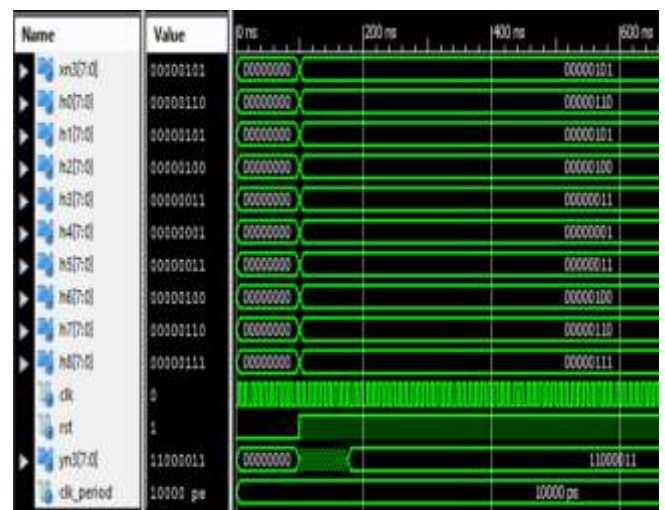 Name Value 0 ns 200 ns 400 ns 600 ns
xn3[7:0] 00000101 00000000 00000101
h0[7:0] 00000110 00000000 00000110
h1[7:0] 00000101 00000000 00000101
h2[7:0] 00000100 00000000 00000100
h3[7:0] 00000011 00000000 00000011
h4[7:0] 00000001 00000000 00000001
h5[7:0] 00000011 00000000 00000011
h6[7:0] 00000100 00000000 00000100
h7[7:0] 00000110 00000000 00000110
h8[7:0] 00000111 00000000 00000111
clk 0
rst 1
yn3[7:0] 11000011 00000000 11000011
clk_period 10000 ps 10000 ps